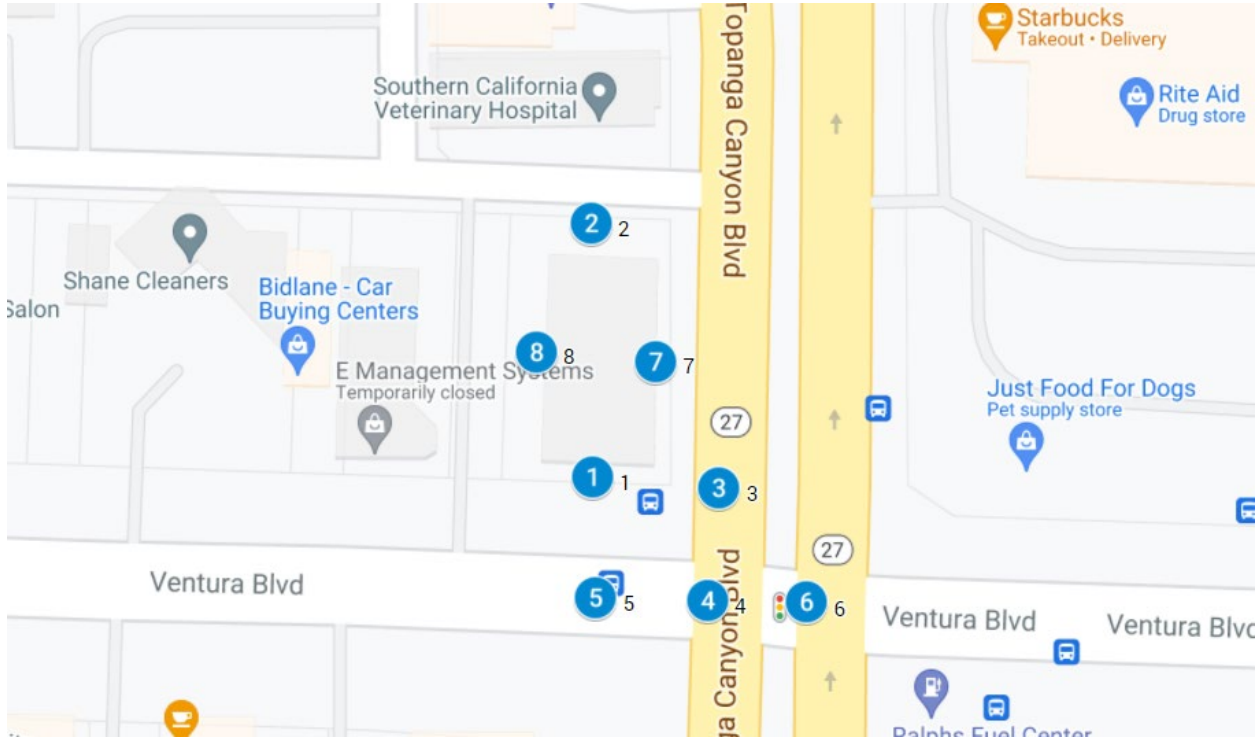 Starbucks
Takeout • Delivery
Topanga Canyon Blvd
Southern California
Veterinary Hospital
Rite Aid
Drug store
2 2
Shane Cleaners
Bidlane - Car
Buying Centers
Salon
8 8
7 7
E Management Systems
Temporarily closed
Just Food For Dogs
Pet supply store
27
1 1
3 3
27
Ventura Blvd
5 5
4 4
6 6
Canyon Blvd
Ventura Blvd
Ventura Blvd
Ralphs Fuel Center